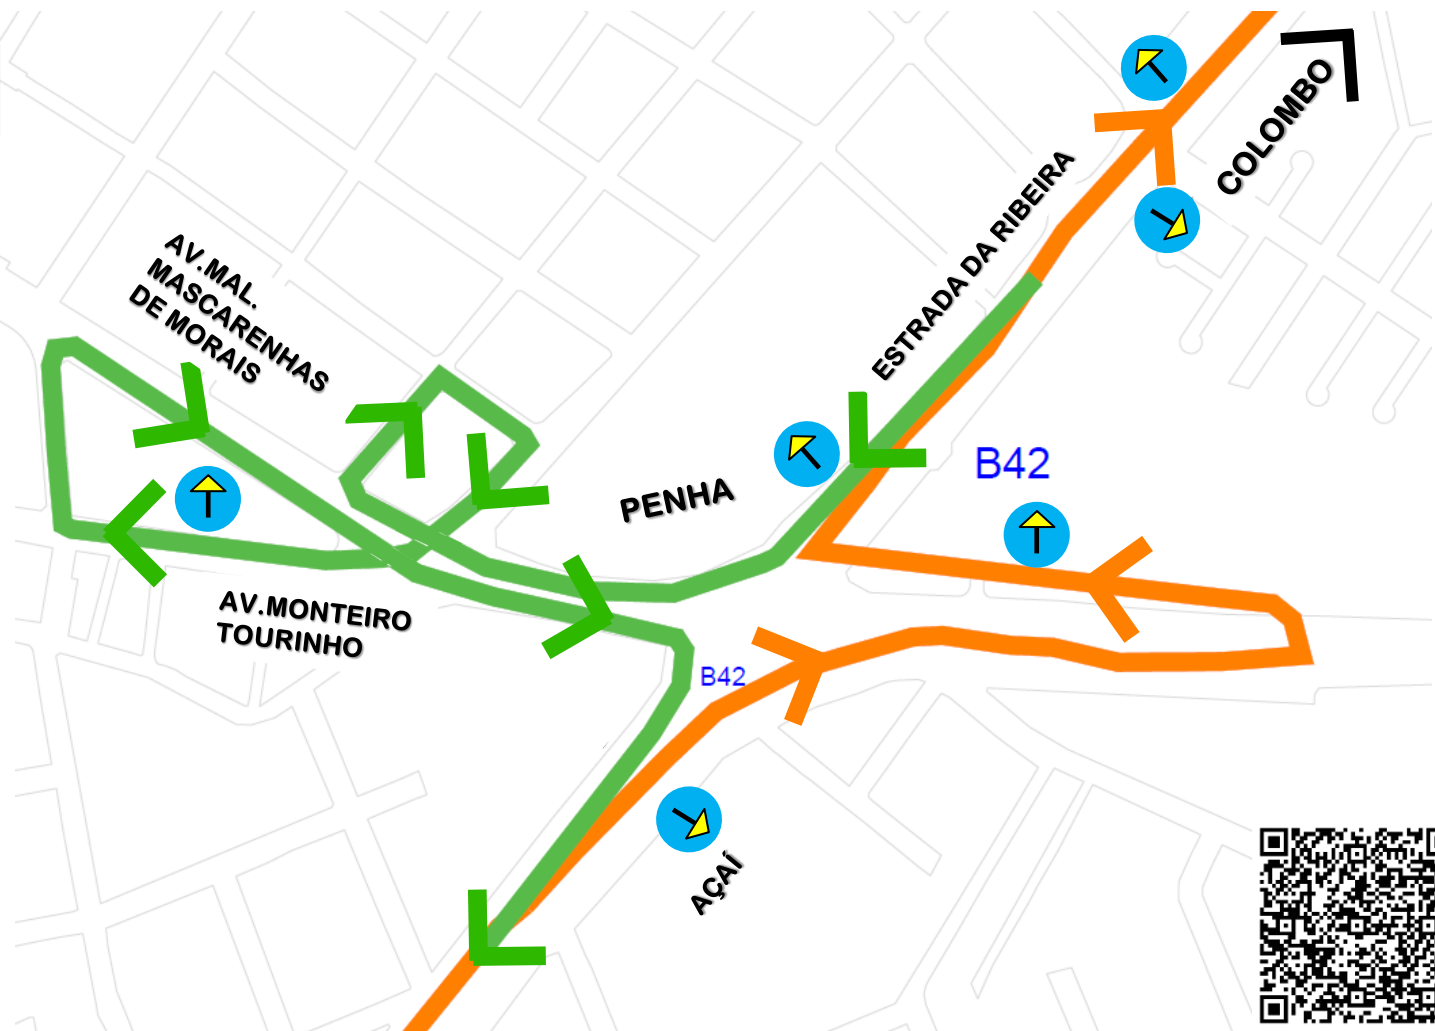 COLOMBO
ESTRADA DA RIBEIRA
AV.MAL.
MASCARENHAS
DE MORAIS
B42
PENHA
AV.MONTEIRO
TOURINHO
B42
AÇAÍ